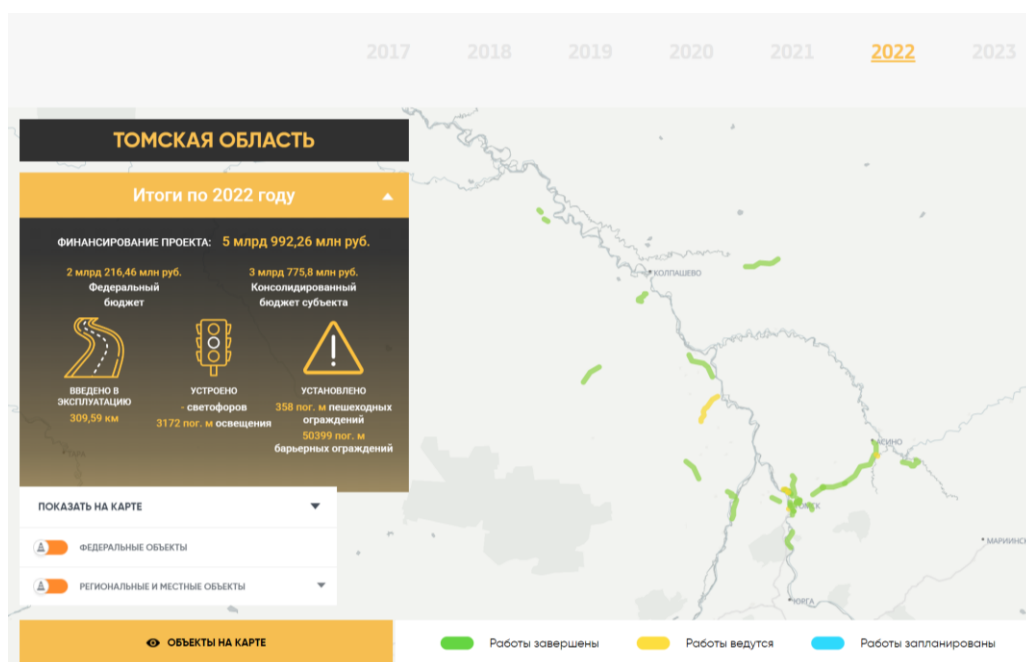 2017 2018 2019 2020 2021 2022 2023
ТОМСКАЯ ОБЛАСТЬ
Итоги по 2022 году
ФИНАНСИРОВАНИЕ ПРОЕКТА: 5 млрд 992,26 млн руб.
2 млрд 216,46 млн руб.
Федеральный
бюджет
3 млрд 775,8 млн руб.
Консолидированный
бюджет субъекта
ВВЕДЕНО В
ЭКСПЛУАТАЦИЮ
309,59 км
УСТРОЕНО
- светофоров
3172 пог. м освещения
УСТАНОВЛЕНО
358 пог. м пешеходных
ограждений
50399 пог. м
барьерных ограждений
ПОКАЗАТЬ НА КАРТЕ
ФЕДЕРАЛЬНЫЕ ОБЪЕКТЫ
РЕГИОНАЛЬНЫЕ И МЕСТНЫЕ ОБЪЕКТЫ
ОБЪЕКТЫ НА КАРТЕ
КОЛПАШЕВО
АСИНО
МАРИИНСК
ЮРГА
Работы завершены
Работы ведутся
Работы запланированы